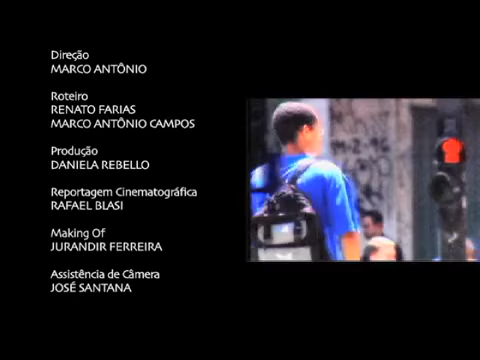 Direção
MARCO ANTÔNIO
Roteiro
RENATO FARIAS
MARCO ANTÔNIO CAMPOS
Produção
DANIELA REBELLO
Reportagem Cinematográfica
RAFAEL BLASI
Making Of
JURANDIR FERREIRA
Assistência de Câmera
JOSÉ SANTANA